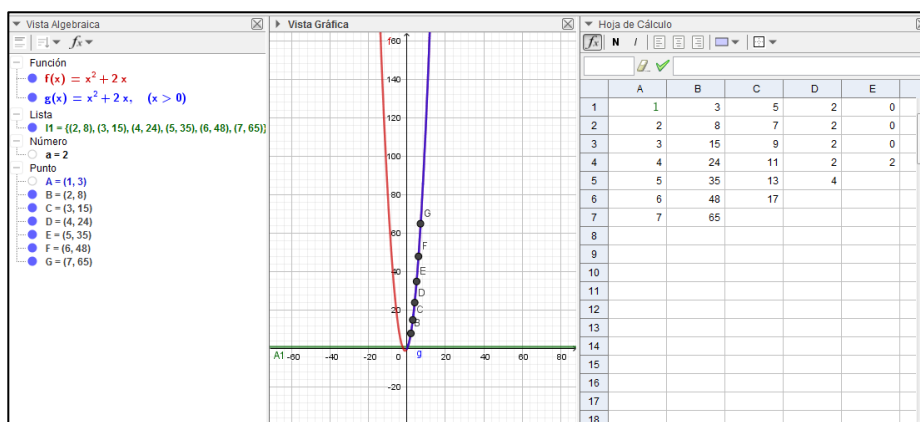 Vista Algebraica
Función
f(x) = x² + 2 x
g(x) = x² + 2 x, (x > 0)
Lista
l1 = {(2, 8), (3, 15), (4, 24), (5, 35), (6, 48), (7, 65)}
Número
a = 2
Punto
A = (1, 3)
B = (2, 8)
C = (3, 15)
D = (4, 24)
E = (5, 35)
F = (6, 48)
G = (7, 65)
Vista Gráfica
160
140
120
100
80
60
40
20
0
-20
-60 -40 -20 0 20 40 60 80
A1
G
F
E
D
C
B
g
Hoja de Cálculo
fx N I
A B C D E
1 1 3 5 2 0
2 2 8 7 2 0
3 3 15 9 2 0
4 4 24 11 2 2
5 5 35 13 4
6 6 48 17
7 7 65
8
9
10
11
12
13
14
15
16
17
18